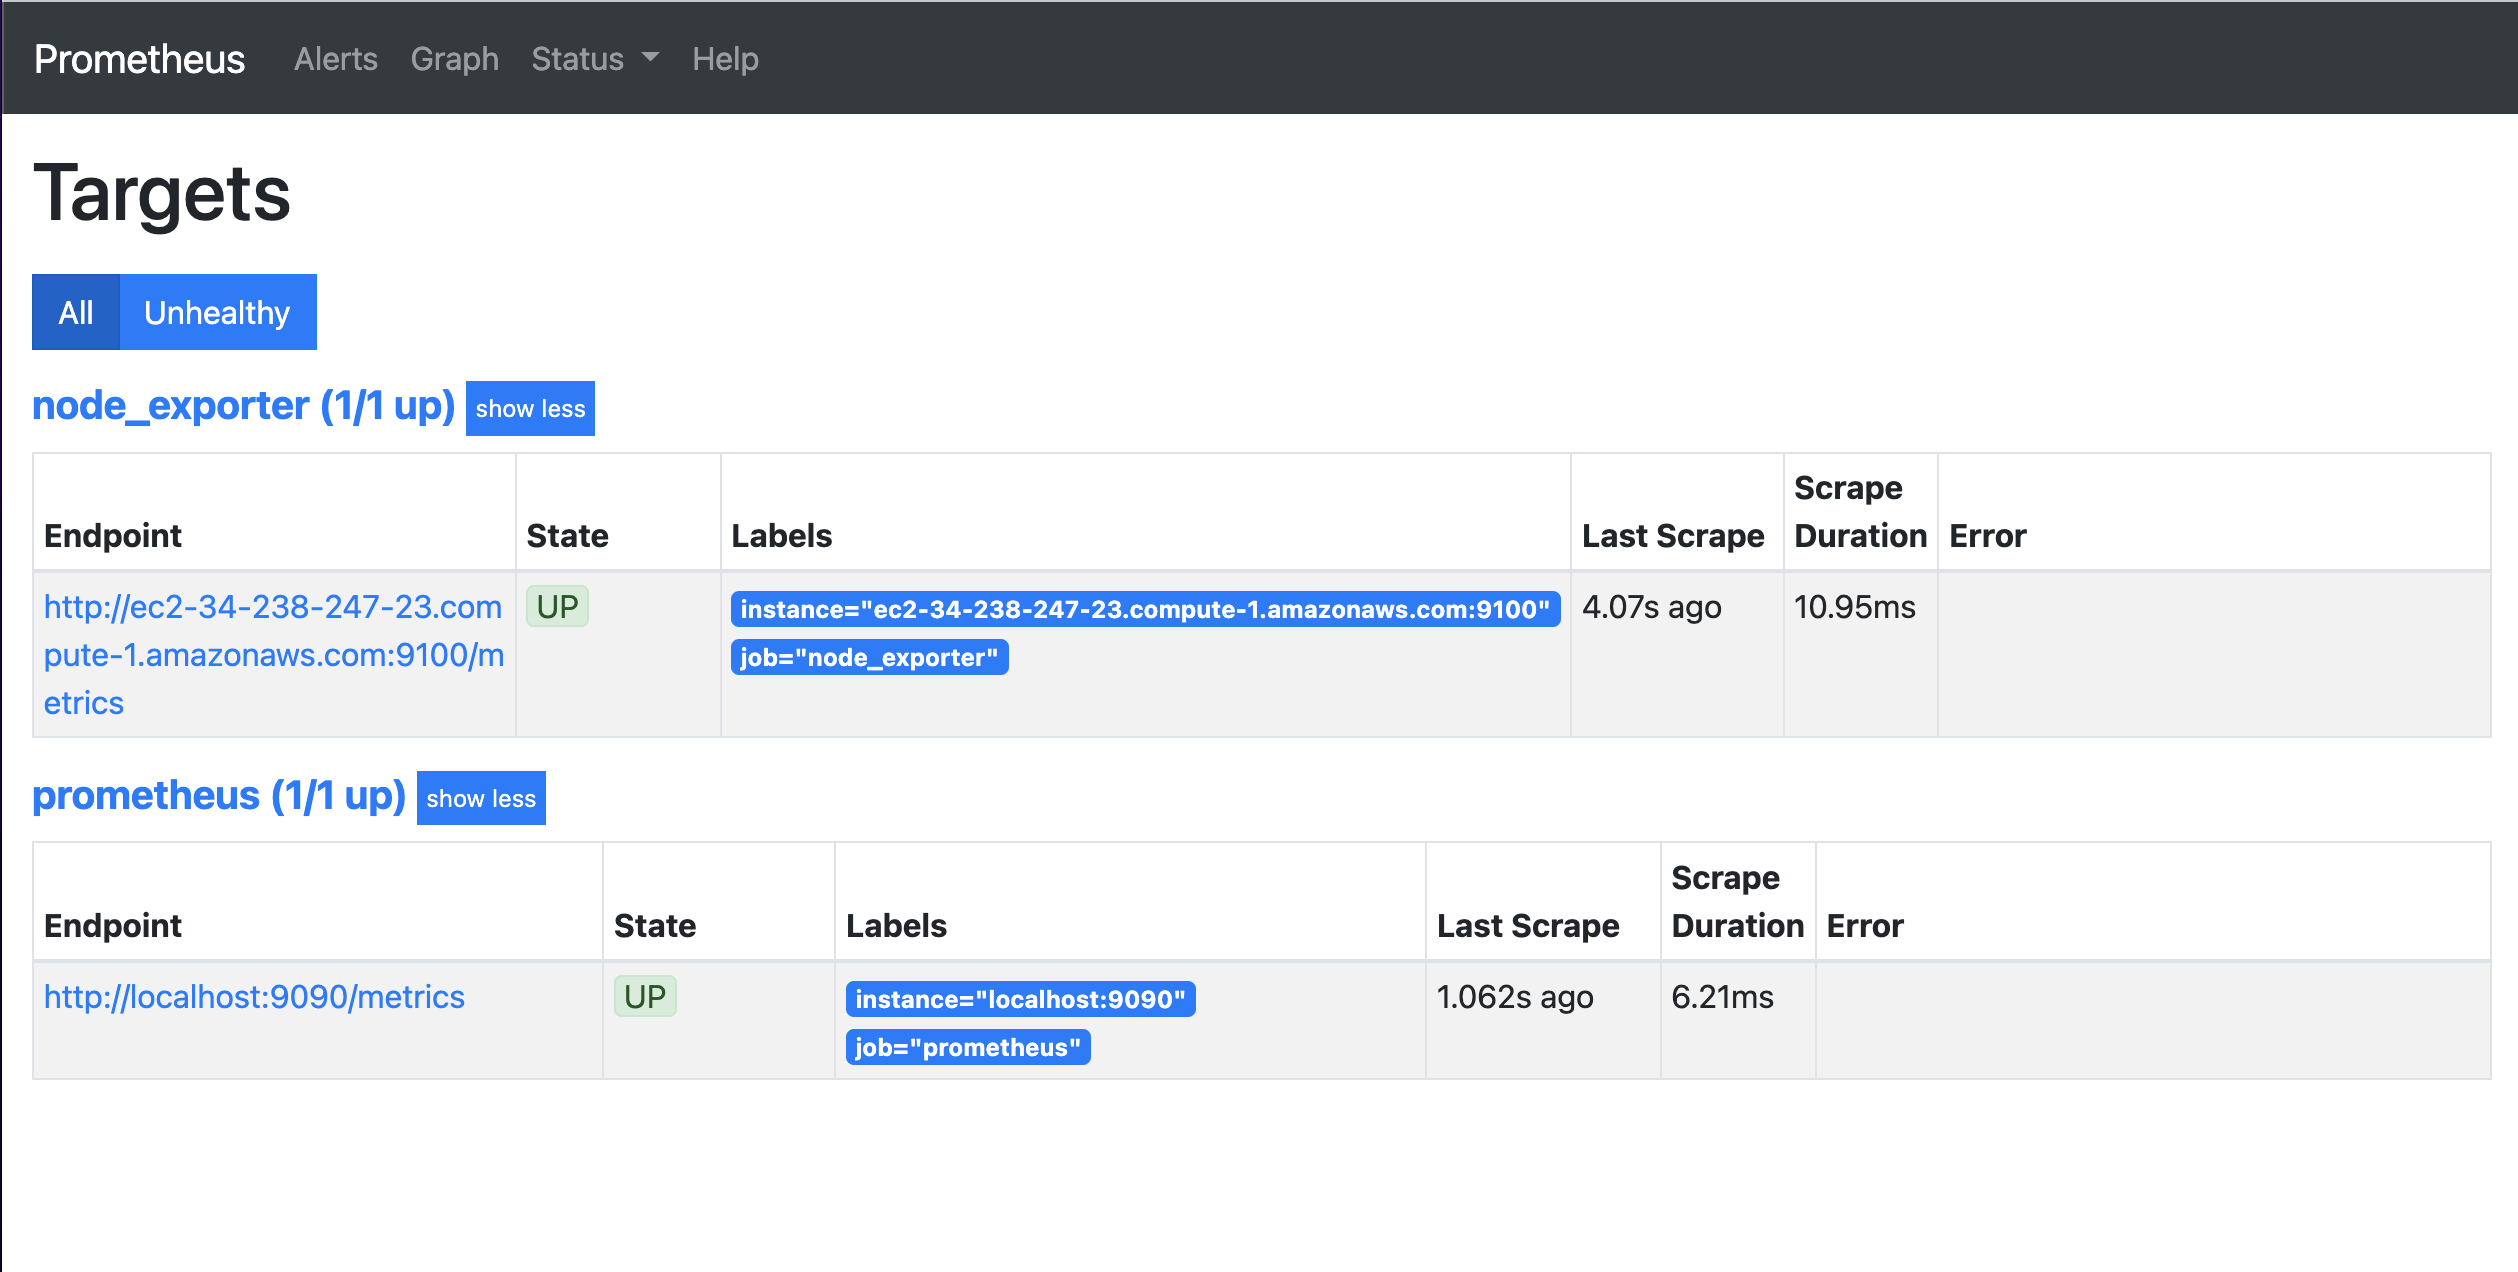 Prometheus Alerts Graph Status Help
Targets
All Unhealthy
node_exporter (1/1 up) show less
Endpoint State Labels Last Scrape Scrape Duration Error
http://ec2-34-238-247-23.com UP instance="ec2-34-238-247-23.compute-1.amazonaws.com:9100" 4.07s ago 10.95ms
pute-1.amazonaws.com:9100/m job="node_exporter"
etrics
prometheus (1/1 up) show less
Endpoint State Labels Last Scrape Scrape Duration Error
http://localhost:9090/metrics UP instance="localhost:9090" 1.062s ago 6.21ms
job="prometheus"